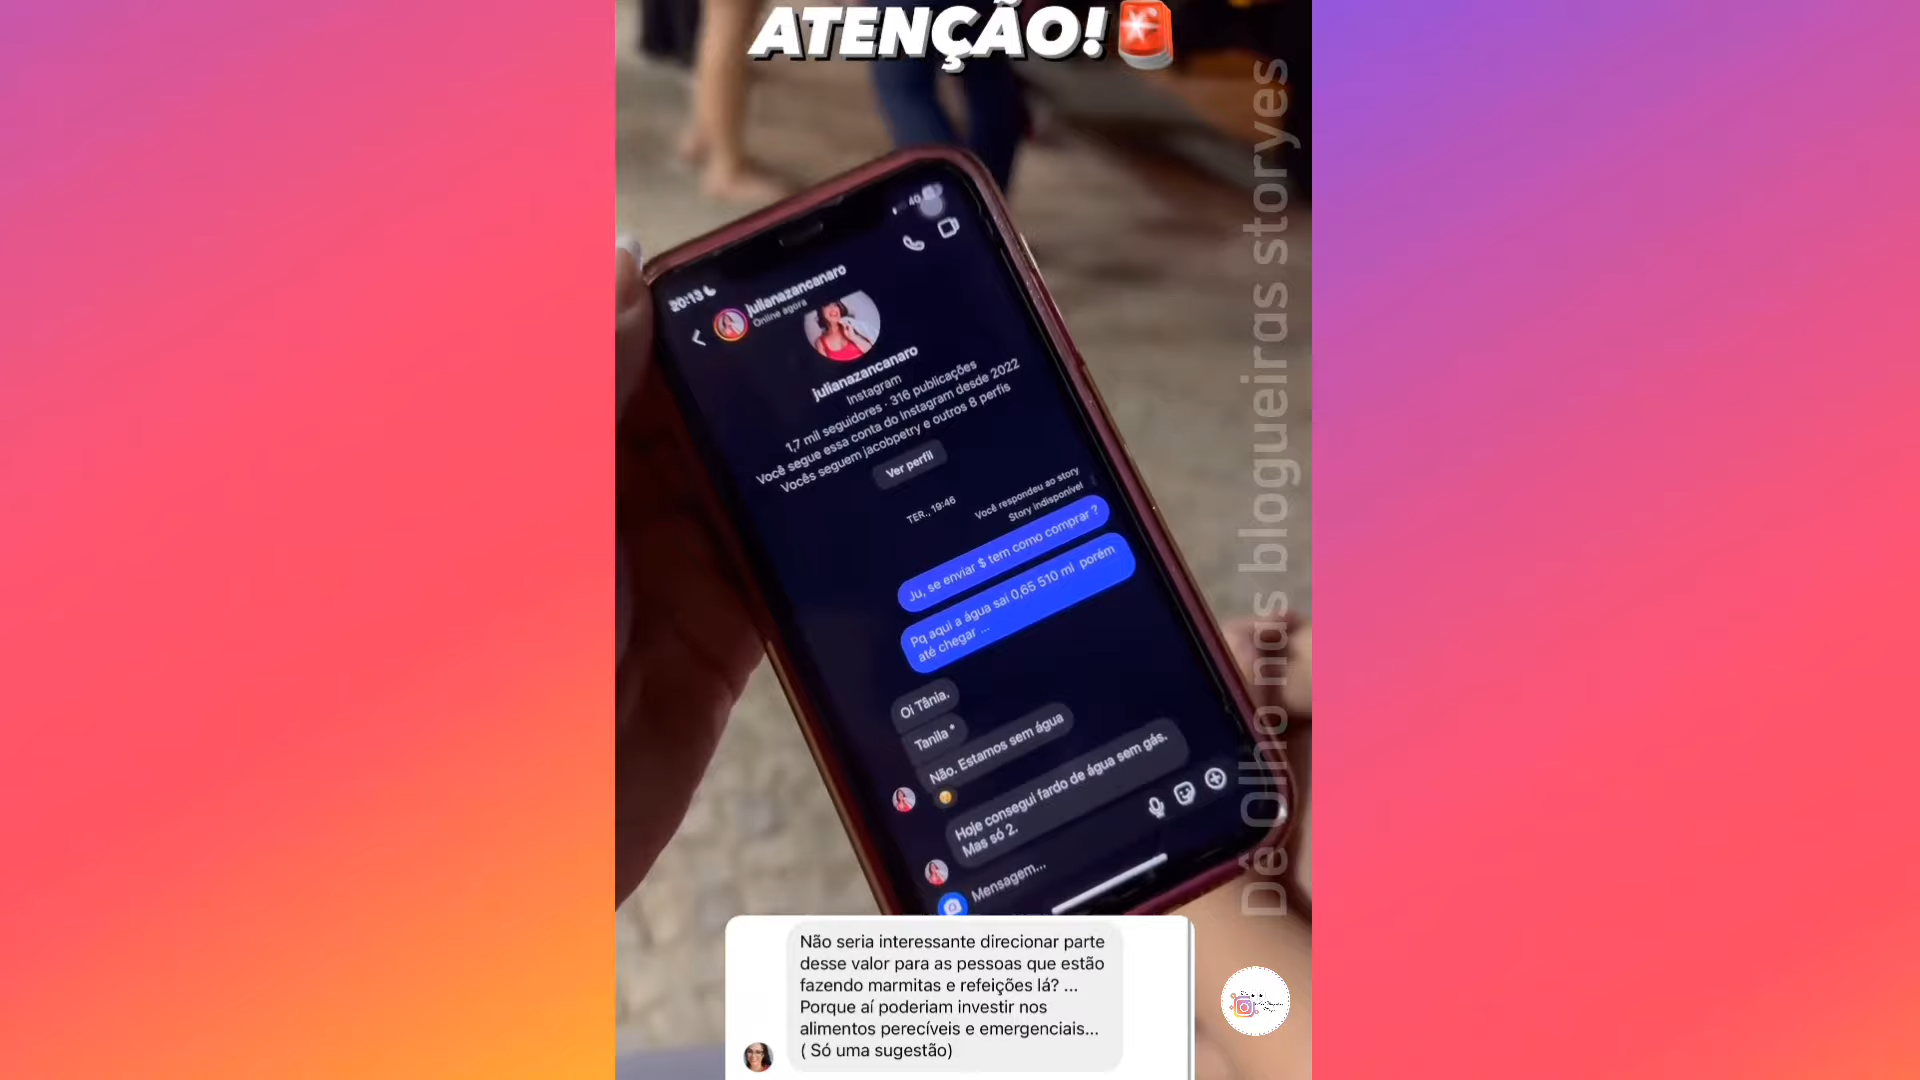 ATENÇÃO!
40
20:13
julianazancanaro
Online agora
julianazancanaro
Instagram
1,7 mil seguidores · 316 publicações
Você segue essa conta do Instagram desde 2022
Vocês seguem jacobpetry e outros 8 perfis
Ver perfil
TER., 19:46
Você respondeu ao story
Story indisponível
Ju, se enviar $ tem como comprar ?
Pq aqui a água sai 0,65 510 ml porém
até chegar ...
Oi Tânia.
Tanila *
Não. Estamos sem água
Hoje consegui fardo de água sem gás.
Mas só 2.
Mensagem...
Não seria interessante direcionar parte
desse valor para as pessoas que estão
fazendo marmitas e refeições lá? ...
Porque aí poderiam investir nos
alimentos perecíveis e emergenciais...
( Só uma sugestão)
De Olho nas blogueiras storyes